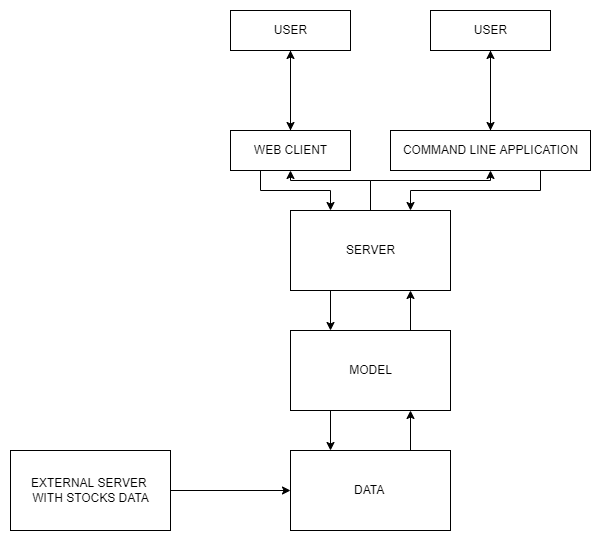 USER
USER
WEB CLIENT
COMMAND LINE APPLICATION
SERVER
MODEL
EXTERNAL SERVER
WITH STOCKS DATA
DATA